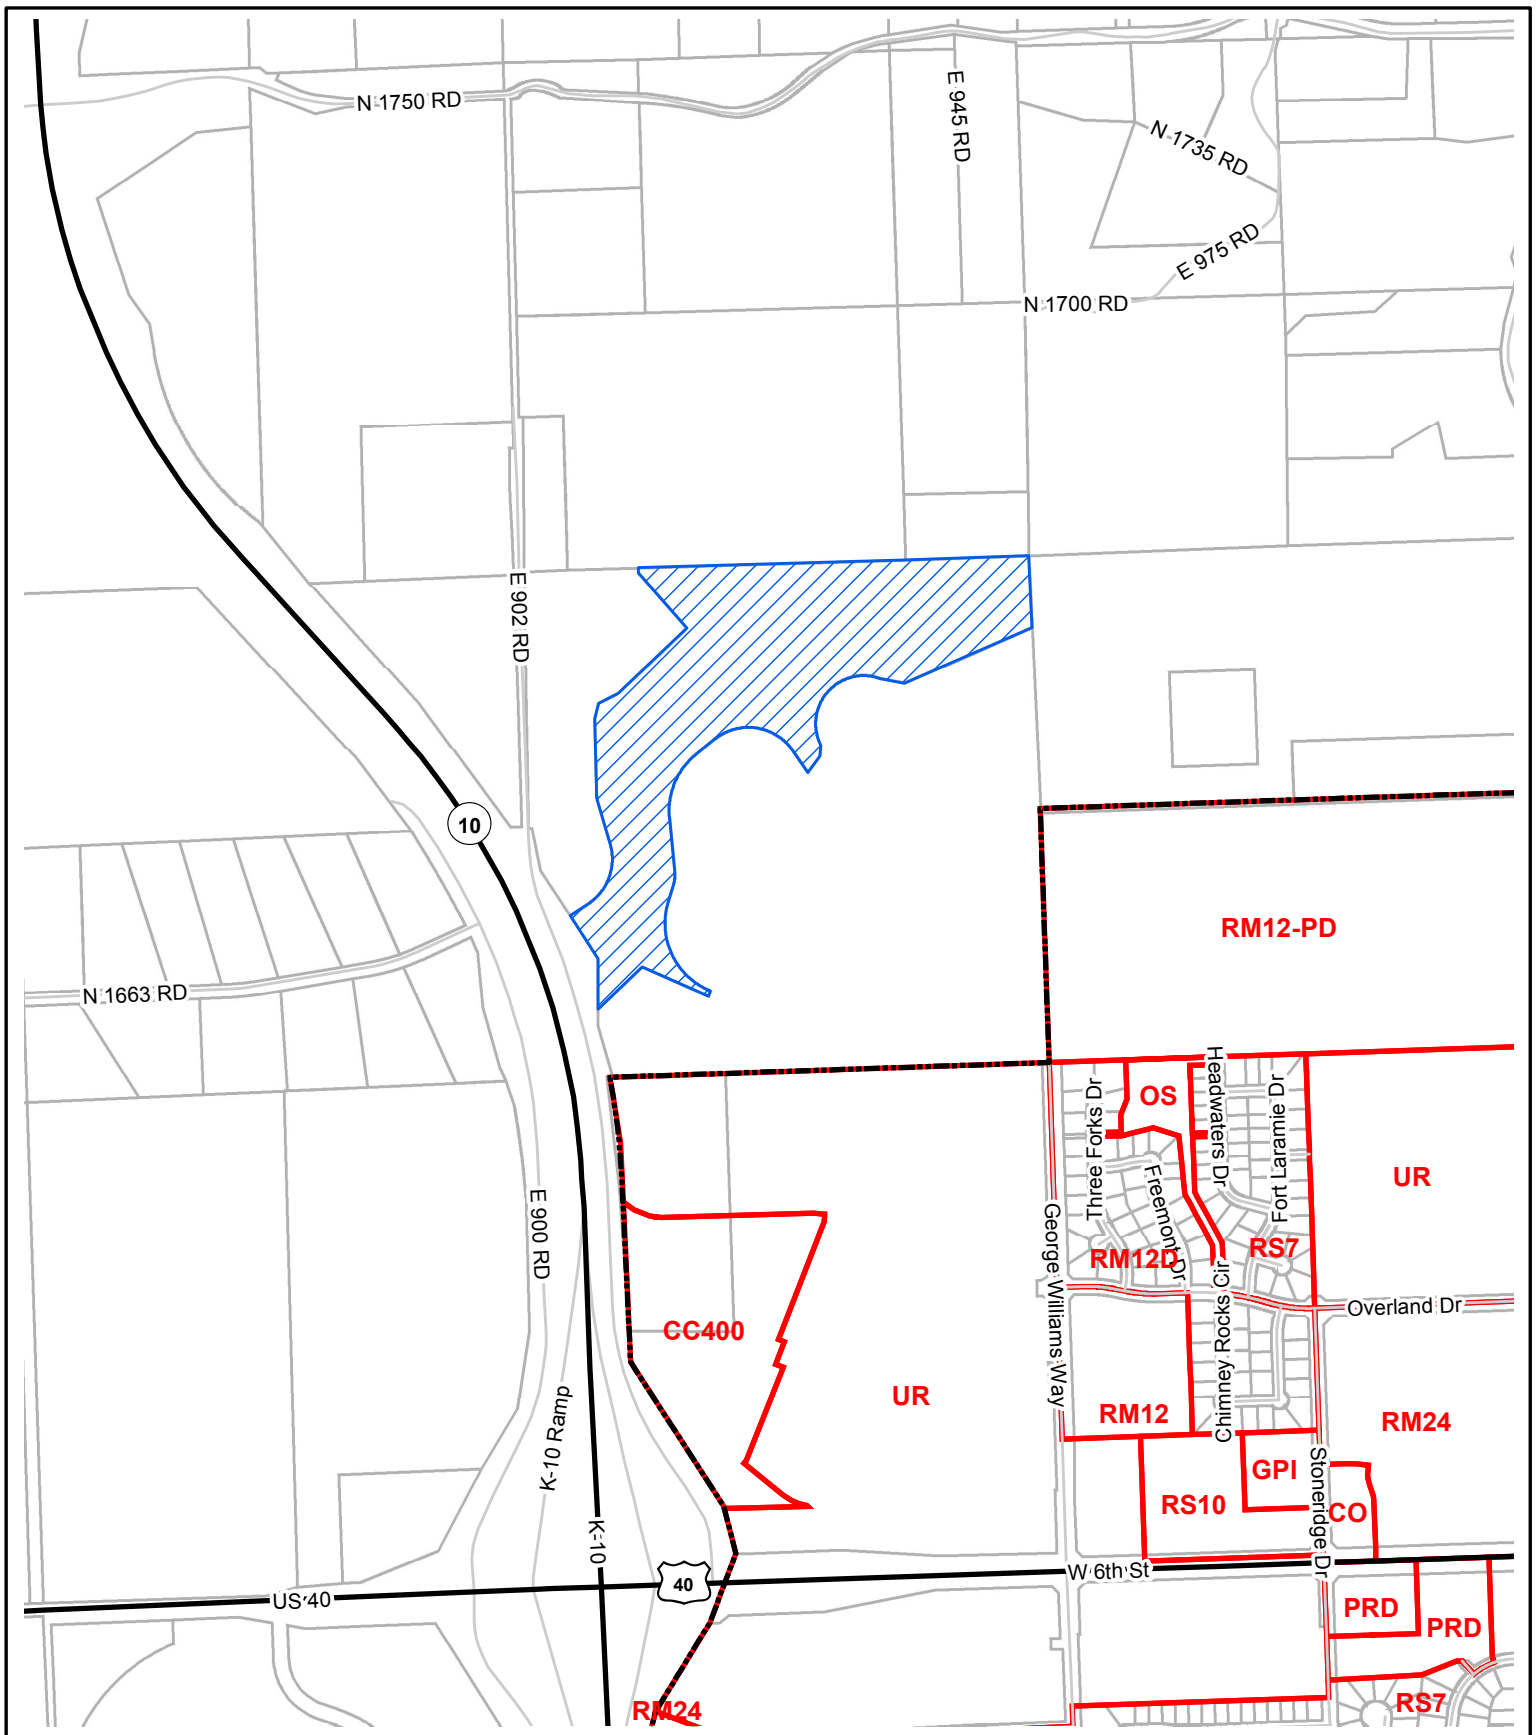 N 1750 RD
E 945 RD
N 1735 RD
E 975 RD
N 1700 RD
E 902 RD
10
RM12-PD
N 1663 RD
Three Forks Dr
OS
Headwaters Dr
Fort Laramie Dr
Freemont Dr
UR
E 900 RD
George Williams Way
RM12D
RS7
Chimney Rocks Cir
Overland Dr
CC400
UR
K-10 Ramp
RM12
RM24
GPI
RS10
Stoneridge Dr
CO
K-10
40
W 6th St
US 40
PRD
PRD
RM24
RS7